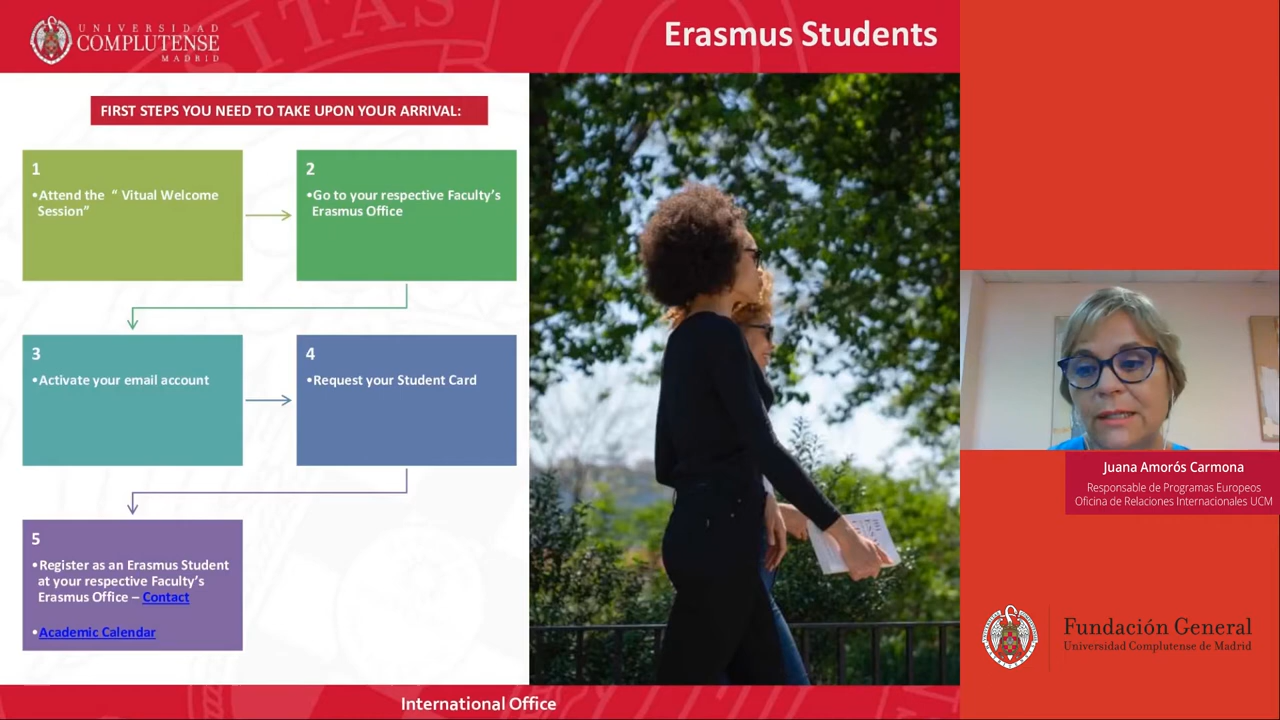 UNIVERSIDAD
COMPLUTENSE
MADRID
Erasmus Students
FIRST STEPS YOU NEED TO TAKE UPON YOUR ARRIVAL:
1
•Attend the “ Vitual Welcome
Session”
2
•Go to your respective Faculty’s
Erasmus Office
3
•Activate your email account
4
•Request your Student Card
5
•Register as an Erasmus Student
at your respective Faculty’s
Erasmus Office – Contact
•Academic Calendar
International Office
Juana Amorós Carmona
Responsable de Programas Europeos
Oficina de Relaciones Internacionales UCM
Fundación General
Universidad Complutense de Madrid